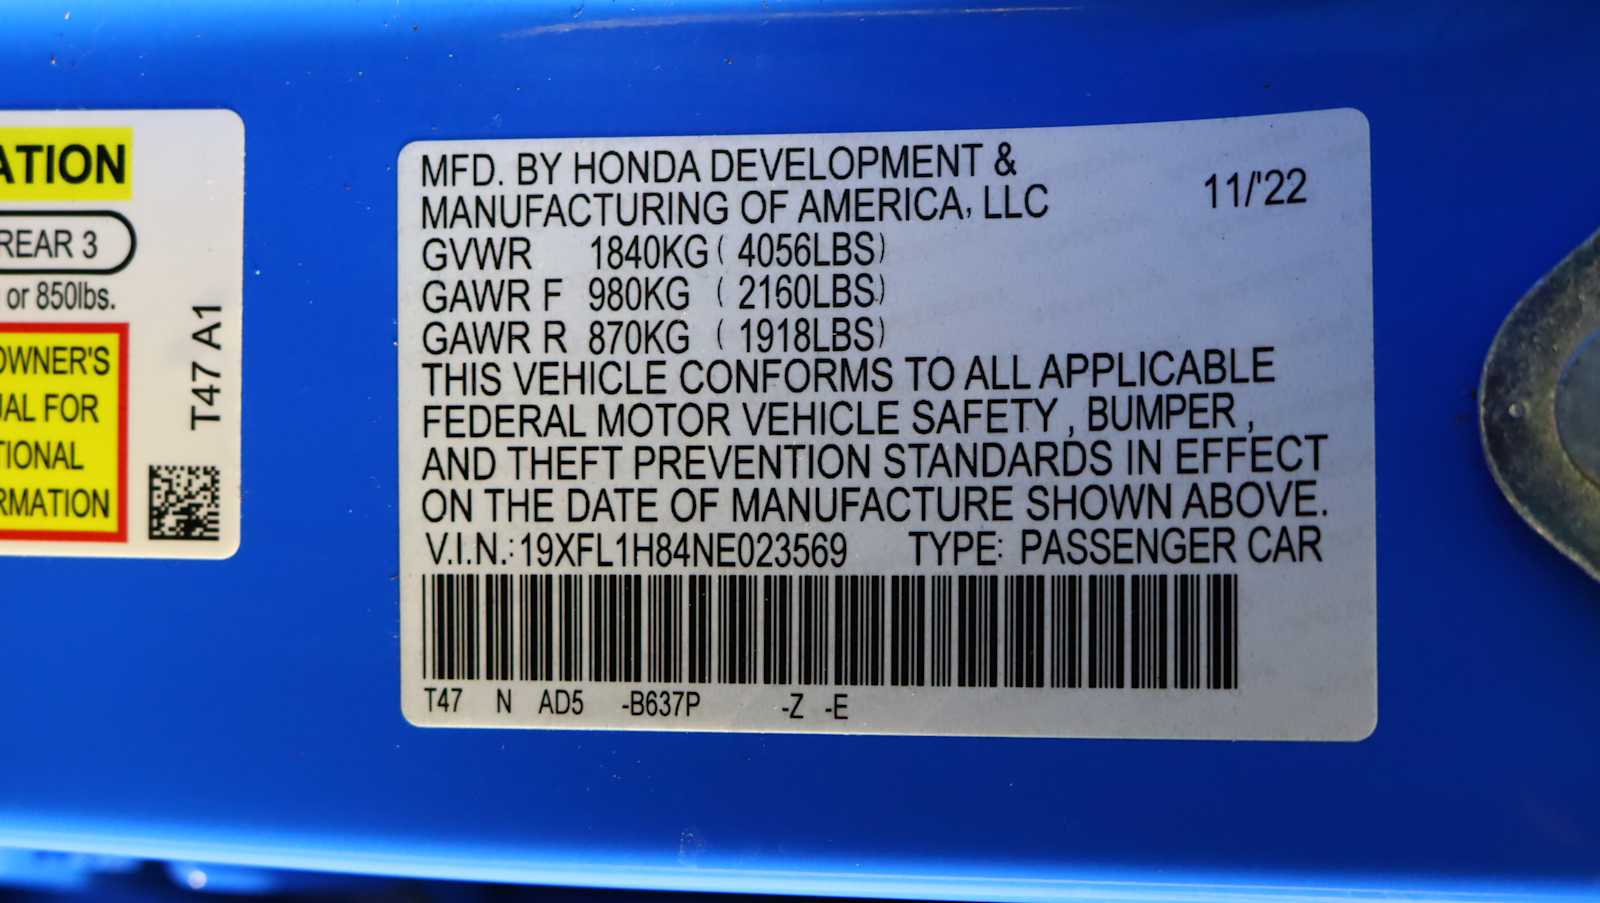 ATION
REAR 3
or 850lbs.
OWNER'S
UAL FOR
TIONAL
RMATION
T47 A1
MFD. BY HONDA DEVELOPMENT &
MANUFACTURING OF AMERICA, LLC
11/'22
GVWR 1840KG ( 4056LBS)
GAWR F 980KG ( 2160LBS)
GAWR R 870KG ( 1918LBS)
THIS VEHICLE CONFORMS TO ALL APPLICABLE
FEDERAL MOTOR VEHICLE SAFETY , BUMPER ,
AND THEFT PREVENTION STANDARDS IN EFFECT
ON THE DATE OF MANUFACTURE SHOWN ABOVE.
V.I.N.: 19XFL1H84NE023569 TYPE: PASSENGER CAR
T47 N AD5 -B637P -Z -E